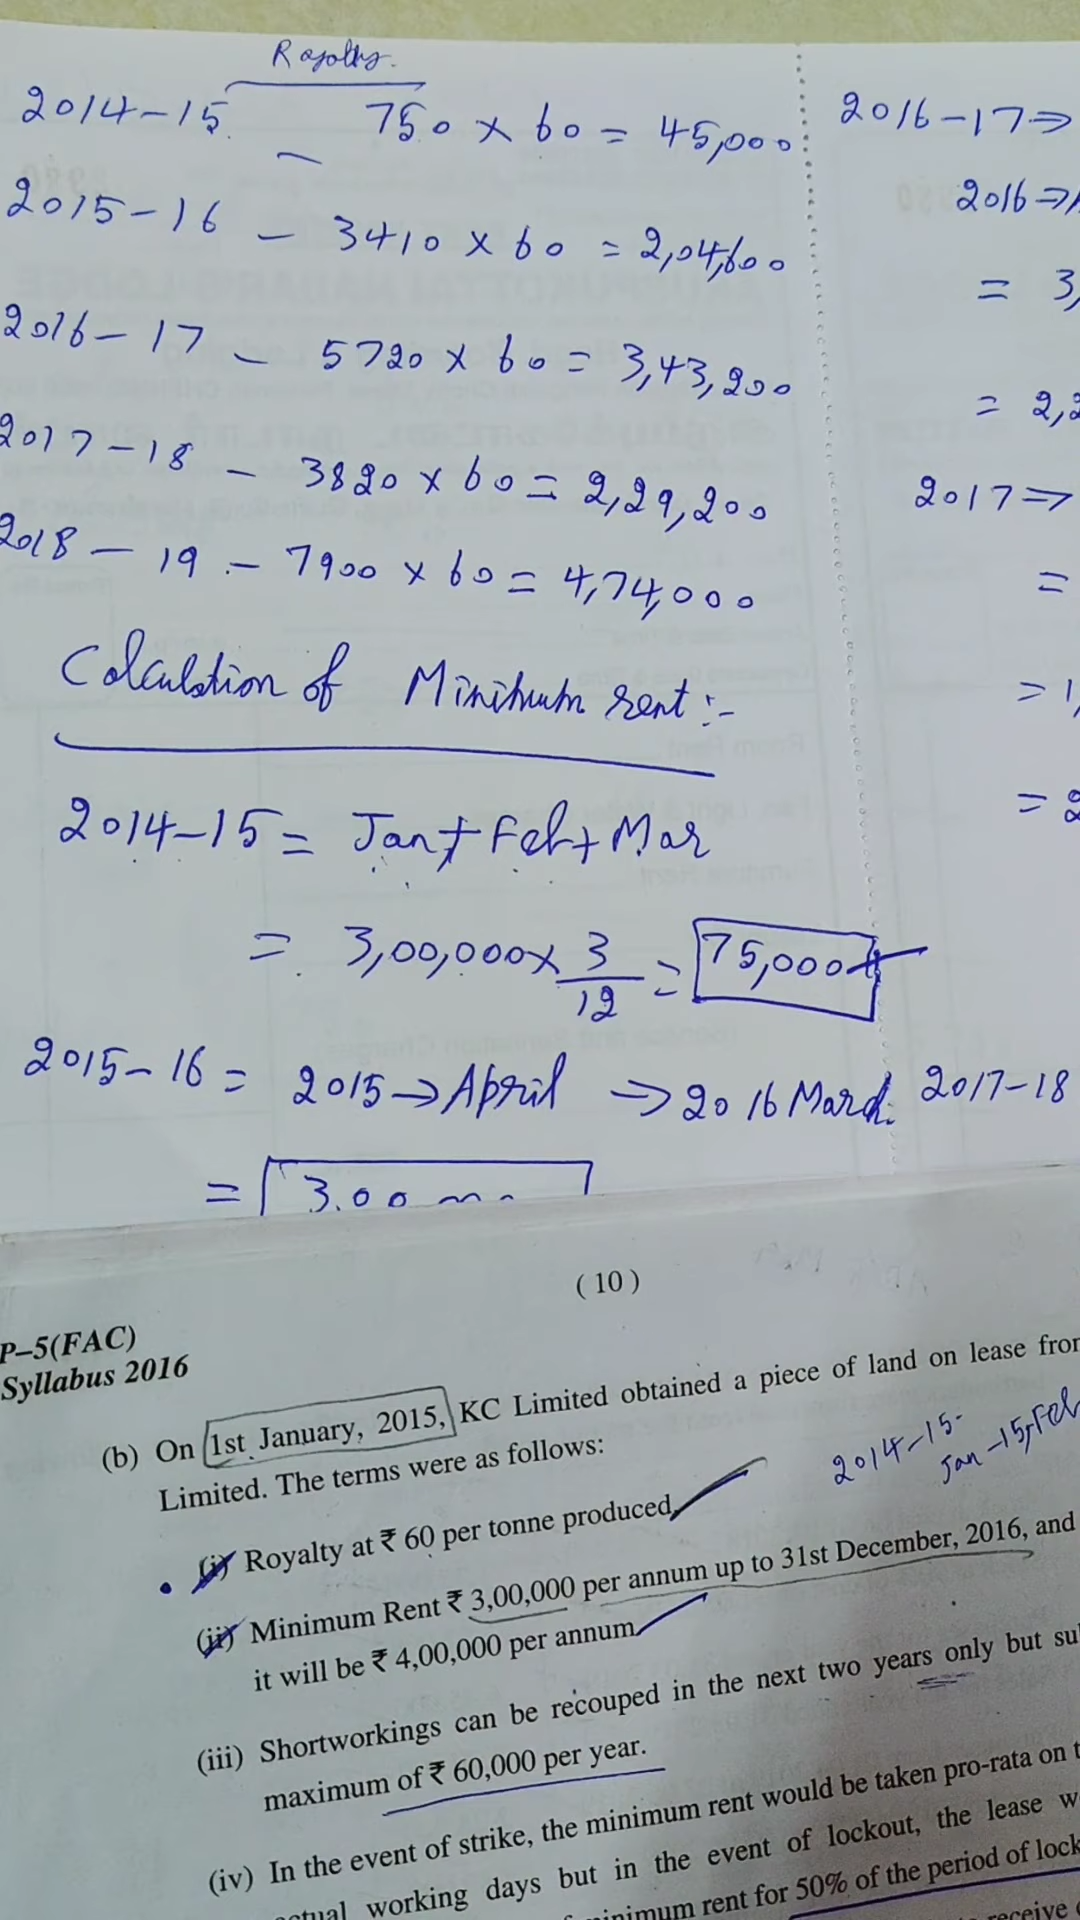 Royalty.
2014-15 - 750 × 60 = 45,000
2015-16 - 3410 × 60 = 2,04,600
2016-17 - 5720 × 60 = 3,43,200
2017-18 - 3820 × 60 = 2,29,200
2018-19 - 7900 × 60 = 4,74,000
Calculation of Minimum rent :-
2014-15 = Jan + Feb + Mar
= 3,00,000 × 3/12 = 75,000
2015-16 = 2015 → April ⇒ 2016 March.
= 3,00
2016-17 ⇒
2016 ⇒
= 3,
= 2,2
2017 ⇒
=
= 1,
= 2
2017-18
(10)
P–5(FAC)
Syllabus 2016
(b) On 1st January, 2015, KC Limited obtained a piece of land on lease from
Limited. The terms were as follows:
2014-15-
Jan-15, Feb
(i) Royalty at ₹ 60 per tonne produced,
(ii) Minimum Rent ₹ 3,00,000 per annum up to 31st December, 2016, and
it will be ₹ 4,00,000 per annum
(iii) Shortworkings can be recouped in the next two years only but su
maximum of ₹ 60,000 per year.
(iv) In the event of strike, the minimum rent would be taken pro-rata on t
actual working days but in the event of lockout, the lease w
minimum rent for 50% of the period of lock
receive